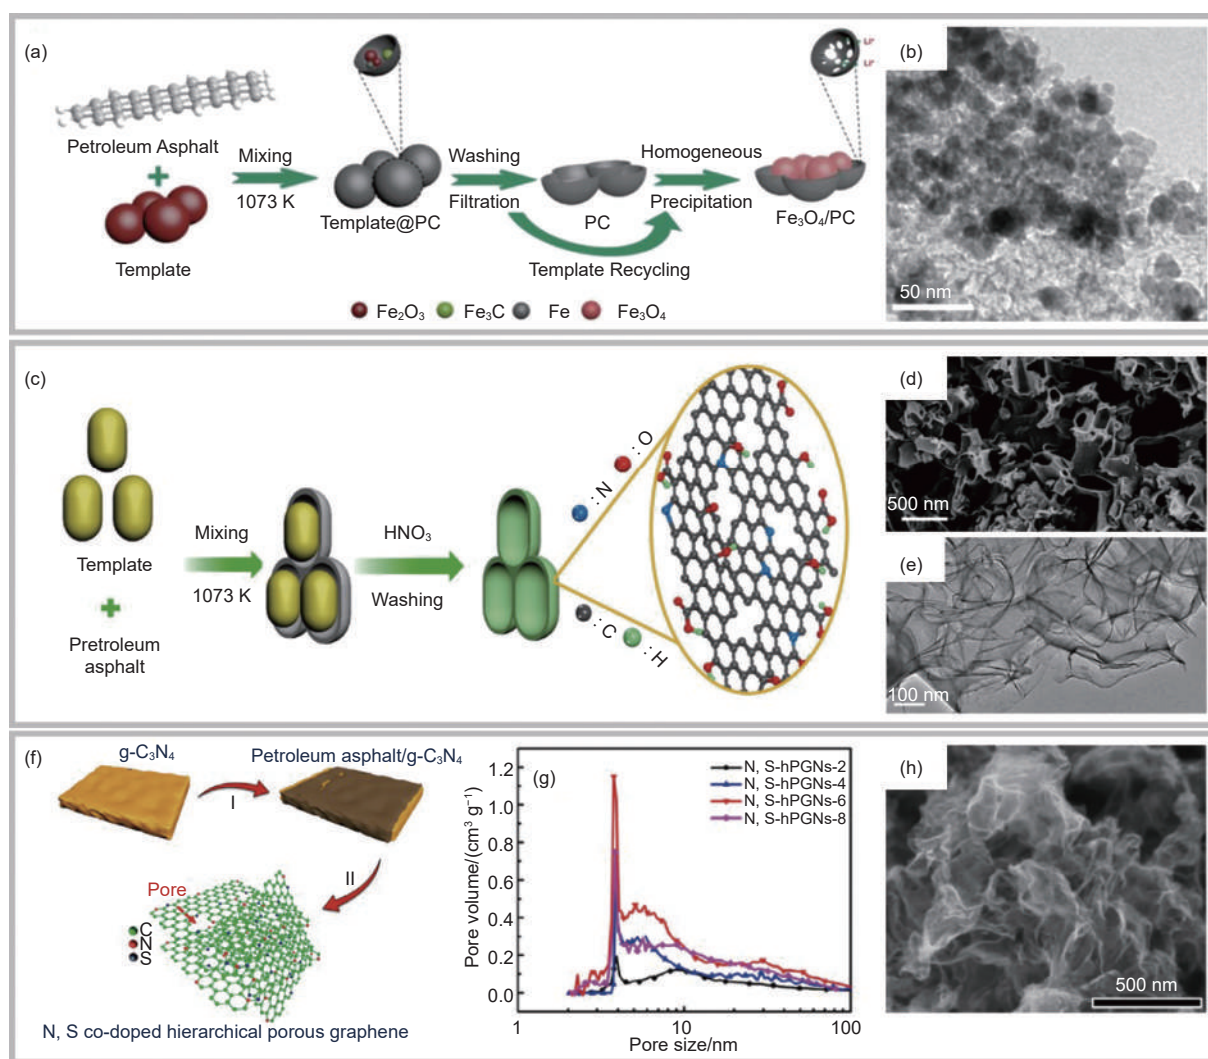 (a)
Petroleum Asphalt
Template
Mixing
1073 K
Template@PC
Washing
Filtration
PC
Homogeneous
Precipitation
Li⁺
Li⁺
Fe₃O₄/PC
Template Recycling
Fe₂O₃ Fe₃C Fe Fe₃O₄
(b)
50 nm
(c)
Template
Pretroleum
asphalt
Mixing
1073 K
HNO₃
Washing
: N : O
: C : H
(d)
500 nm
(e)
100 nm
(f)
g-C₃N₄
Petroleum asphalt/g-C₃N₄
I
II
Pore
C
N
S
N, S co-doped hierarchical porous graphene
(g)
N, S-hPGNs-2
N, S-hPGNs-4
N, S-hPGNs-6
N, S-hPGNs-8
Pore volume/(cm³ g⁻¹)
1.2
1.0
0.8
0.6
0.4
0.2
0.0
1 10 100
Pore size/nm
(h)
500 nm